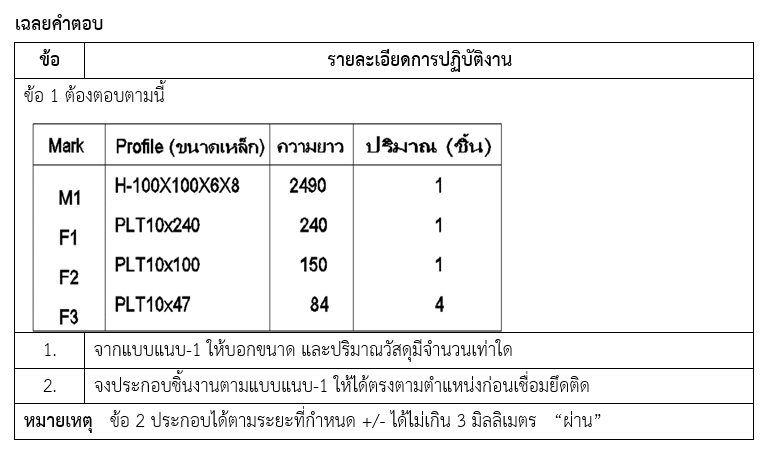 เฉลยคำตอบ
ข้อ รายละเอียดการปฏิบัติงาน
ข้อ 1 ต้องตอบตามนี้
Mark Profile (ขนาดเหล็ก) ความยาว ปริมาณ (ชิ้น)
M1 H-100X100X6X8 2490 1
F1 PLT10x240 240 1
F2 PLT10x100 150 1
F3 PLT10x47 84 4
1. จากแบบแนบ-1 ให้บอกขนาด และปริมาณวัสดุมีจำนวนเท่าใด
2. จงประกอบชิ้นงานตามแบบแนบ-1 ให้ได้ตรงตามตำแหน่งก่อนเชื่อมยึดติด
หมายเหตุ ข้อ 2 ประกอบได้ตามระยะที่กำหนด +/- ได้ไม่เกิน 3 มิลลิเมตร “ผ่าน”